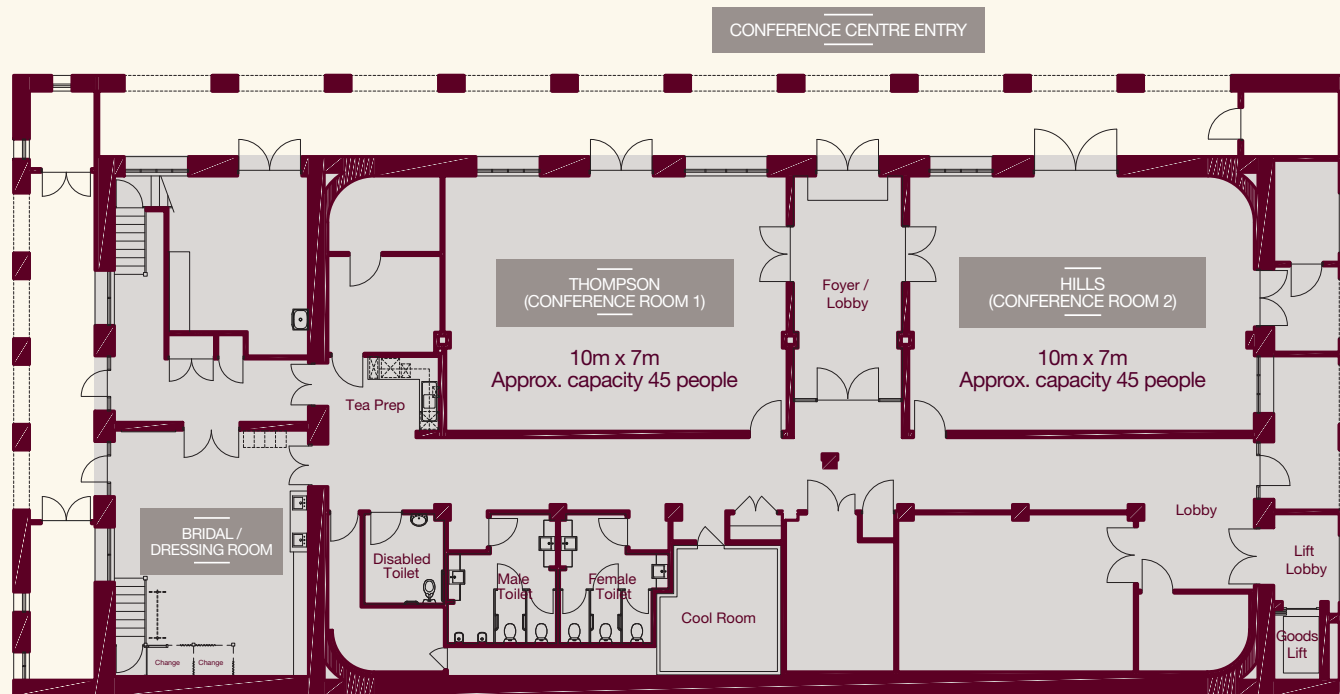 CONFERENCE CENTRE ENTRY
THOMPSON
(CONFERENCE ROOM 1)
10m x 7m
Approx. capacity 45 people
Foyer /
Lobby
HILLS
(CONFERENCE ROOM 2)
10m x 7m
Approx. capacity 45 people
Tea Prep
BRIDAL /
DRESSING ROOM
Change
Change
Disabled
Toilet
Male
Toilet
Female
Toilet
Cool Room
Lobby
Lift
Lobby
Goods
Lift